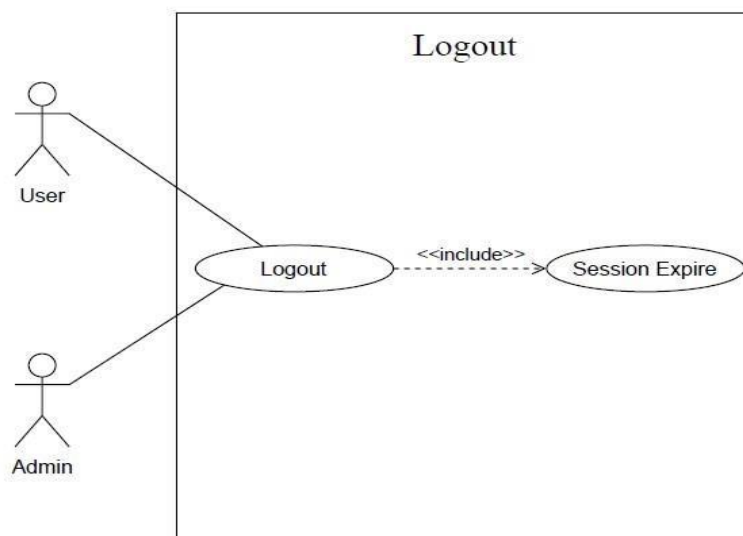 Logout
User
Logout
<<include>>
Session Expire
Admin